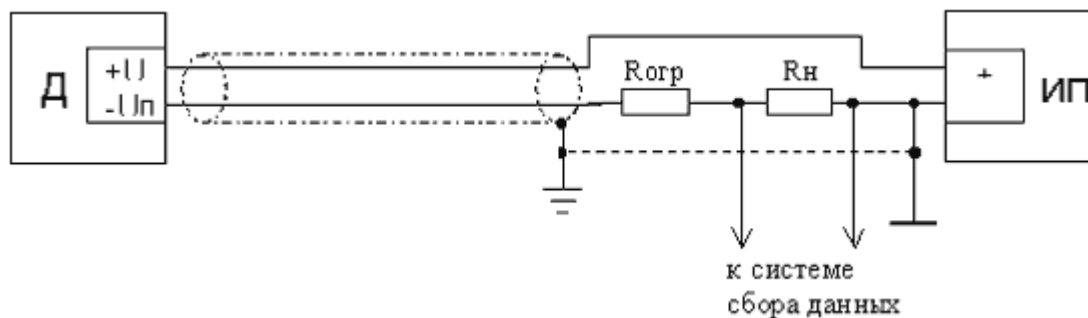 Д
+U
-Uп
Rогр
Rн
+
ИП
к системе
сбора данных